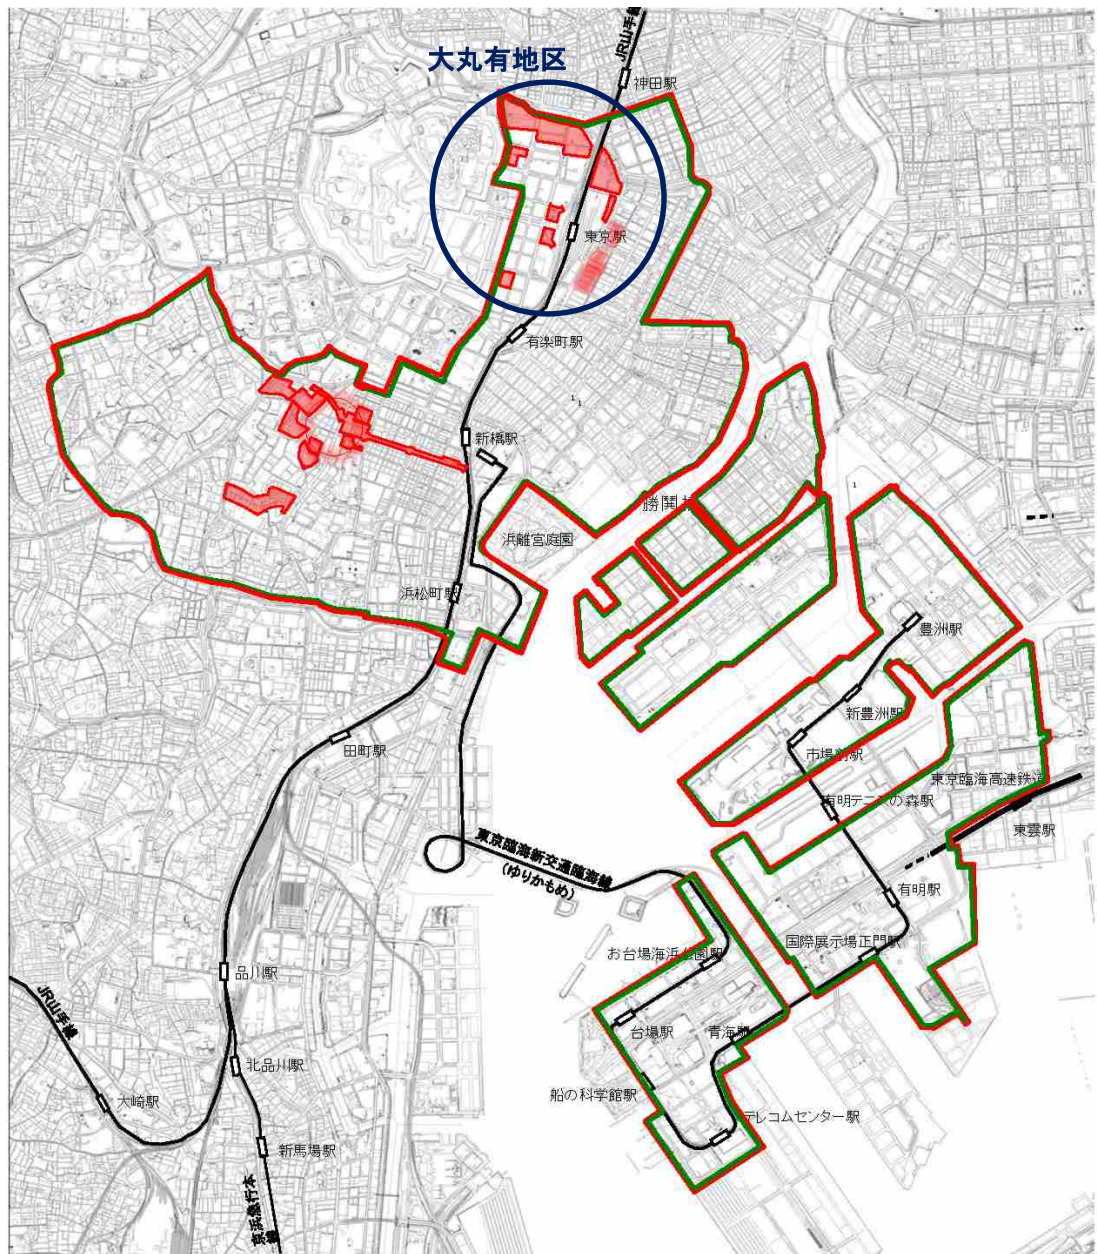 大丸有地区
JR山手線
神田駅
東京駅
有楽町駅
新橋駅
勝鬨
浜離宮庭園
浜松町駅
豊洲駅
新豊洲駅
田町駅
市場前駅
東京臨海高速鉄道
有明テニスの森駅
東雲駅
東京臨海新交通臨海線
(ゆりかもめ)
有明駅
国際展示場正門駅
お台場海浜公園駅
品川駅
JR山手線
台場駅
青海駅
北品川駅
船の科学館駅
大崎駅
テレコムセンター駅
新馬場駅
京浜急行本
線